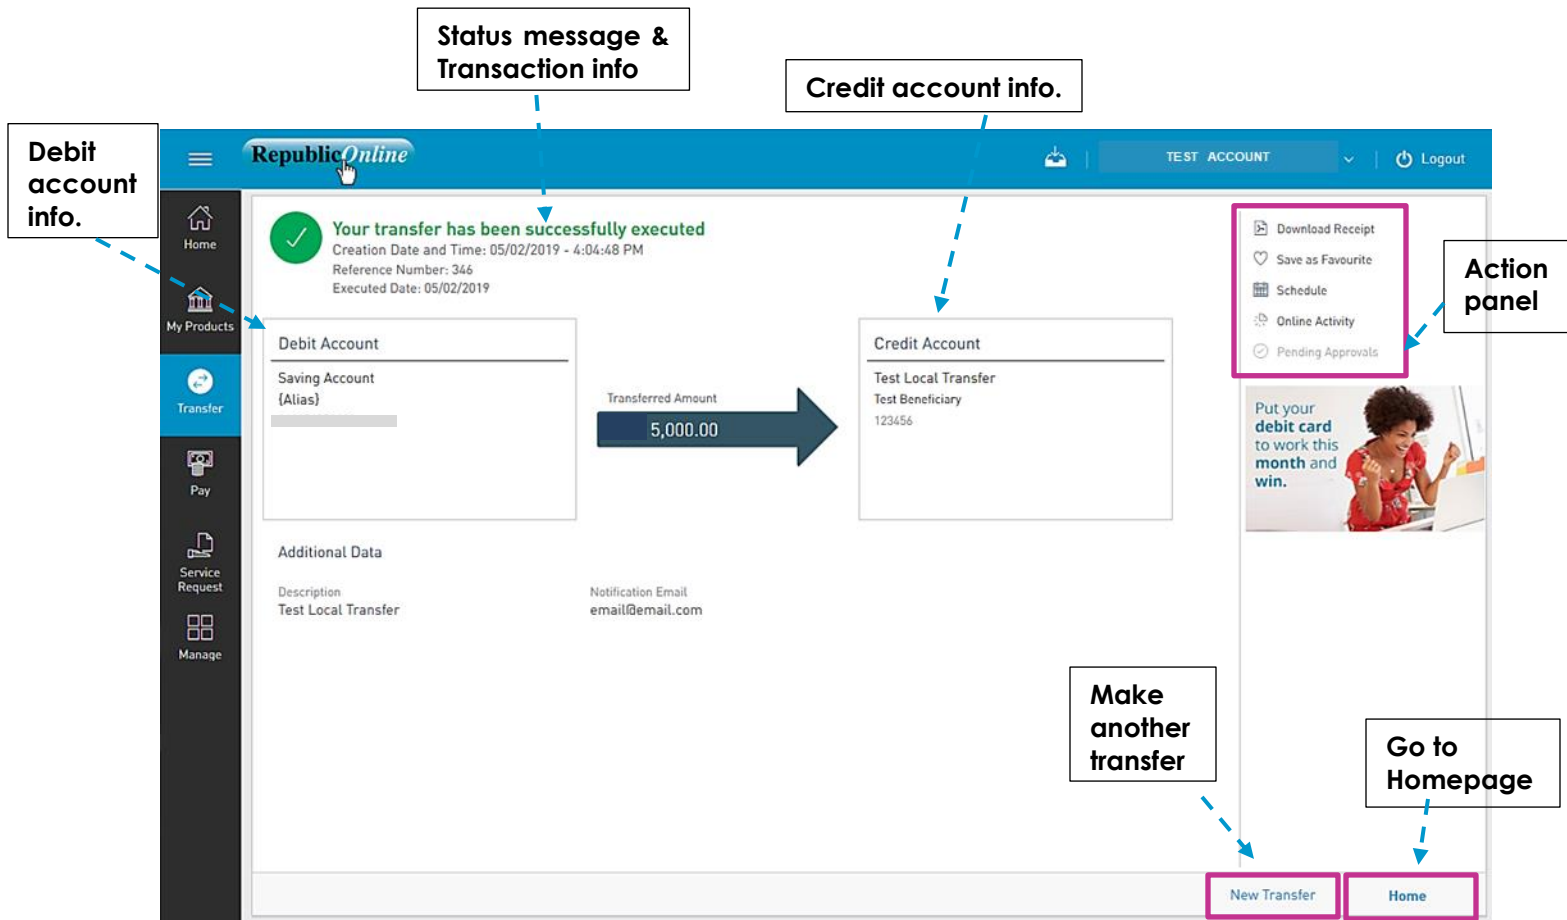 Status message &
Transaction info
Credit account info.
Debit
account
info.
RepublicOnline
TEST ACCOUNT
Logout
Home
My Products
Transfer
Pay
Service
Request
Manage
Your transfer has been successfully executed
Creation Date and Time: 05/02/2019 - 4:04:48 PM
Reference Number: 346
Executed Date: 05/02/2019
Debit Account
Saving Account
{Alias}
Transferred Amount
5,000.00
Credit Account
Test Local Transfer
Test Beneficiary
123456
Additional Data
Description
Test Local Transfer
Notification Email
email@email.com
Download Receipt
Save as Favourite
Schedule
Online Activity
Pending Approvals
Action
panel
Put your
debit card
to work this
month and
win.
Make
another
transfer
Go to
Homepage
New Transfer
Home